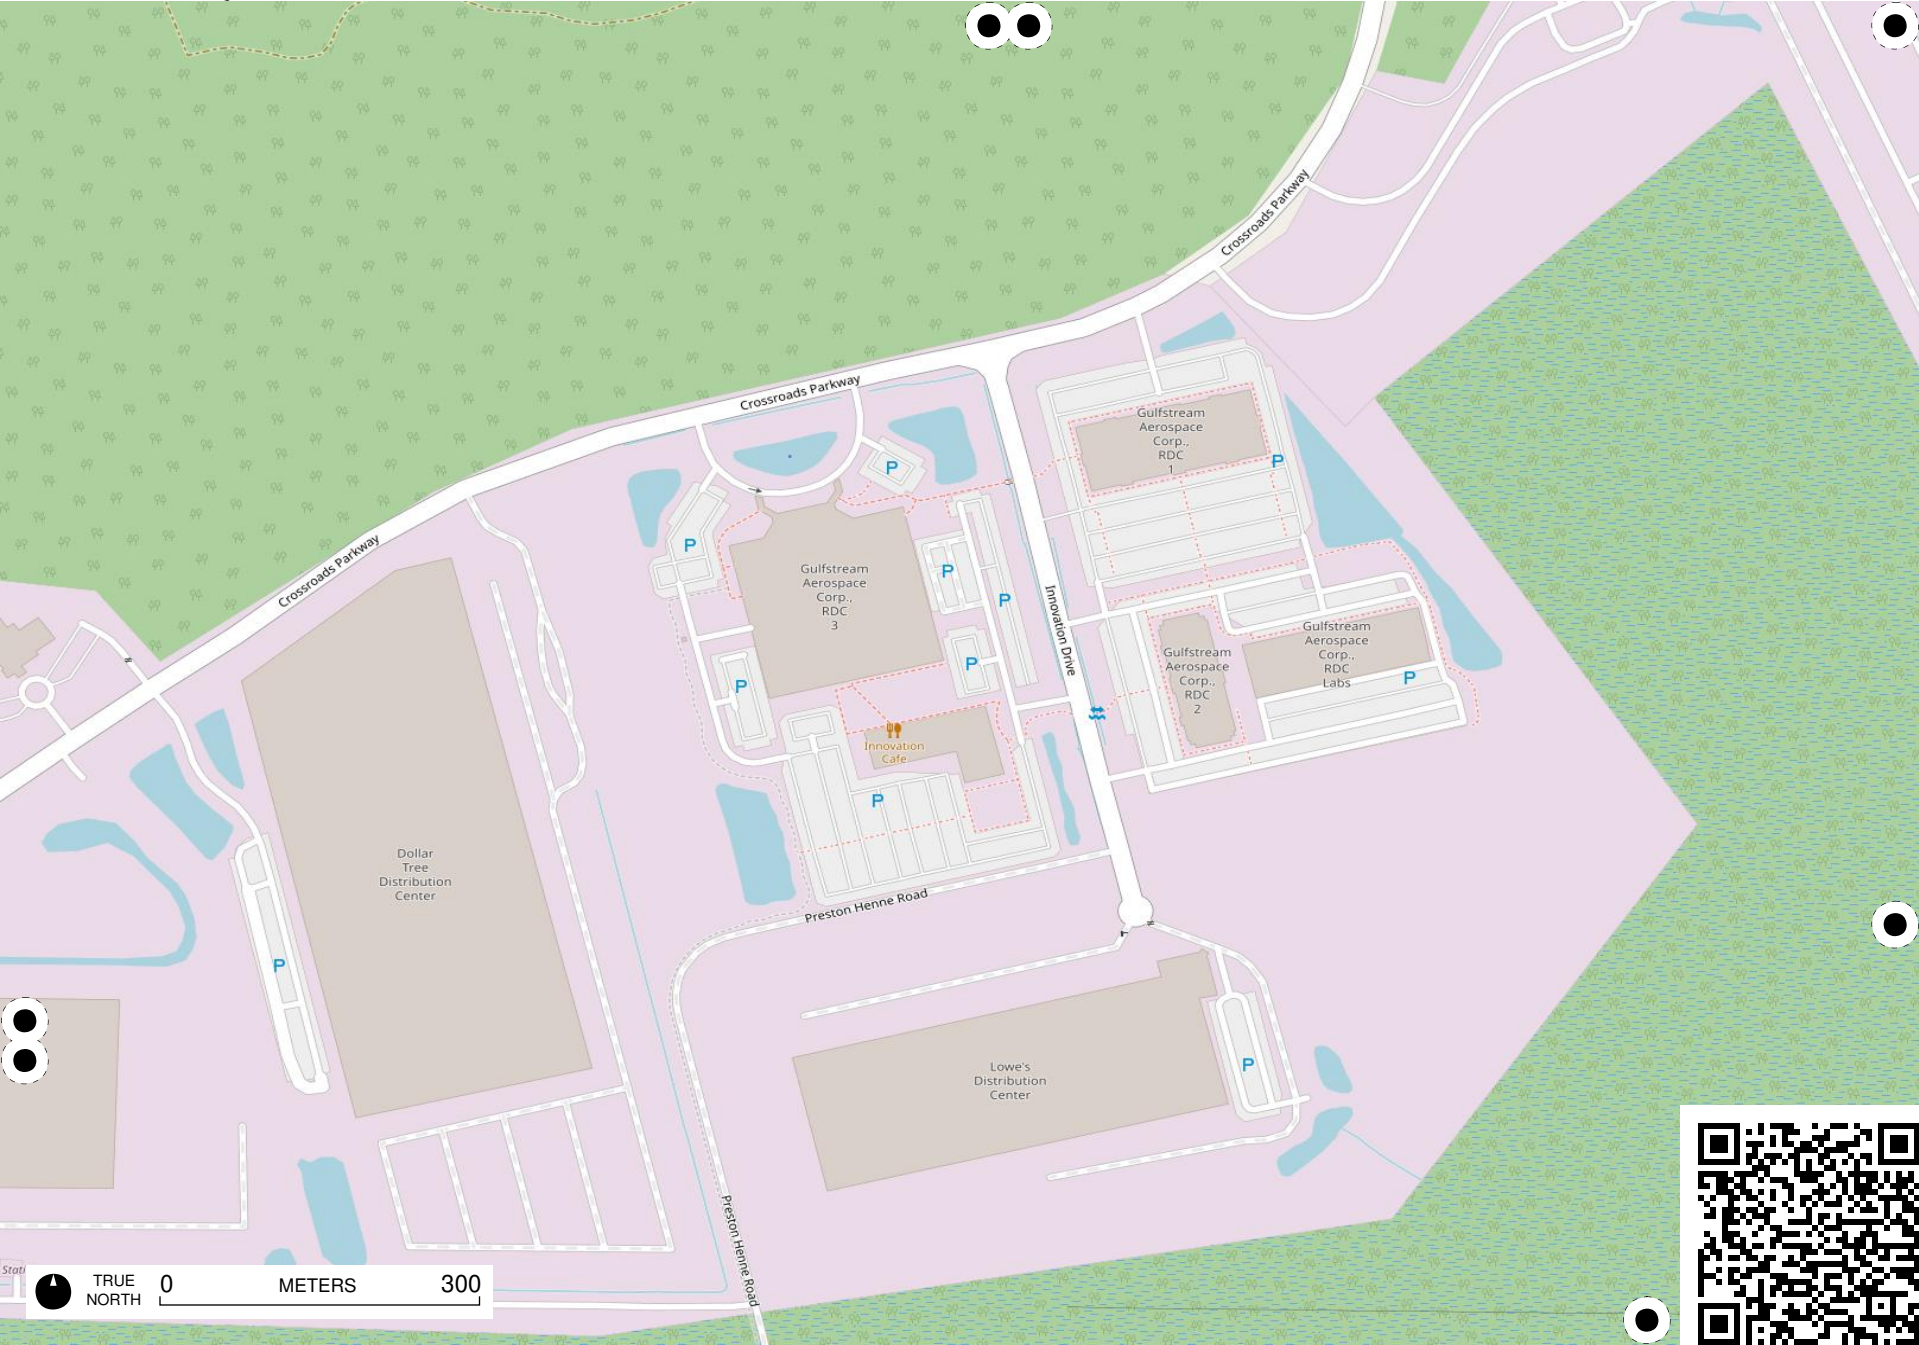 Crossroads Parkway
Crossroads Parkway
Gulfstream
Aerospace
Corp.,
RDC
1
Crossroads Parkway
Gulfstream
Aerospace
Corp.,
RDC
3
Innovation Drive
Gulfstream
Aerospace
Corp.,
RDC
Labs
Gulfstream
Aerospace
Corp.,
RDC
2
Innovation
Cafe
P
P
P
P
P
P
P
P
P
P
P
P
Dollar
Tree
Distribution
Center
Preston Henne Road
Lowe's
Distribution
Center
Preston Henne Road
Stati
TRUE
NORTH
0 METERS 300